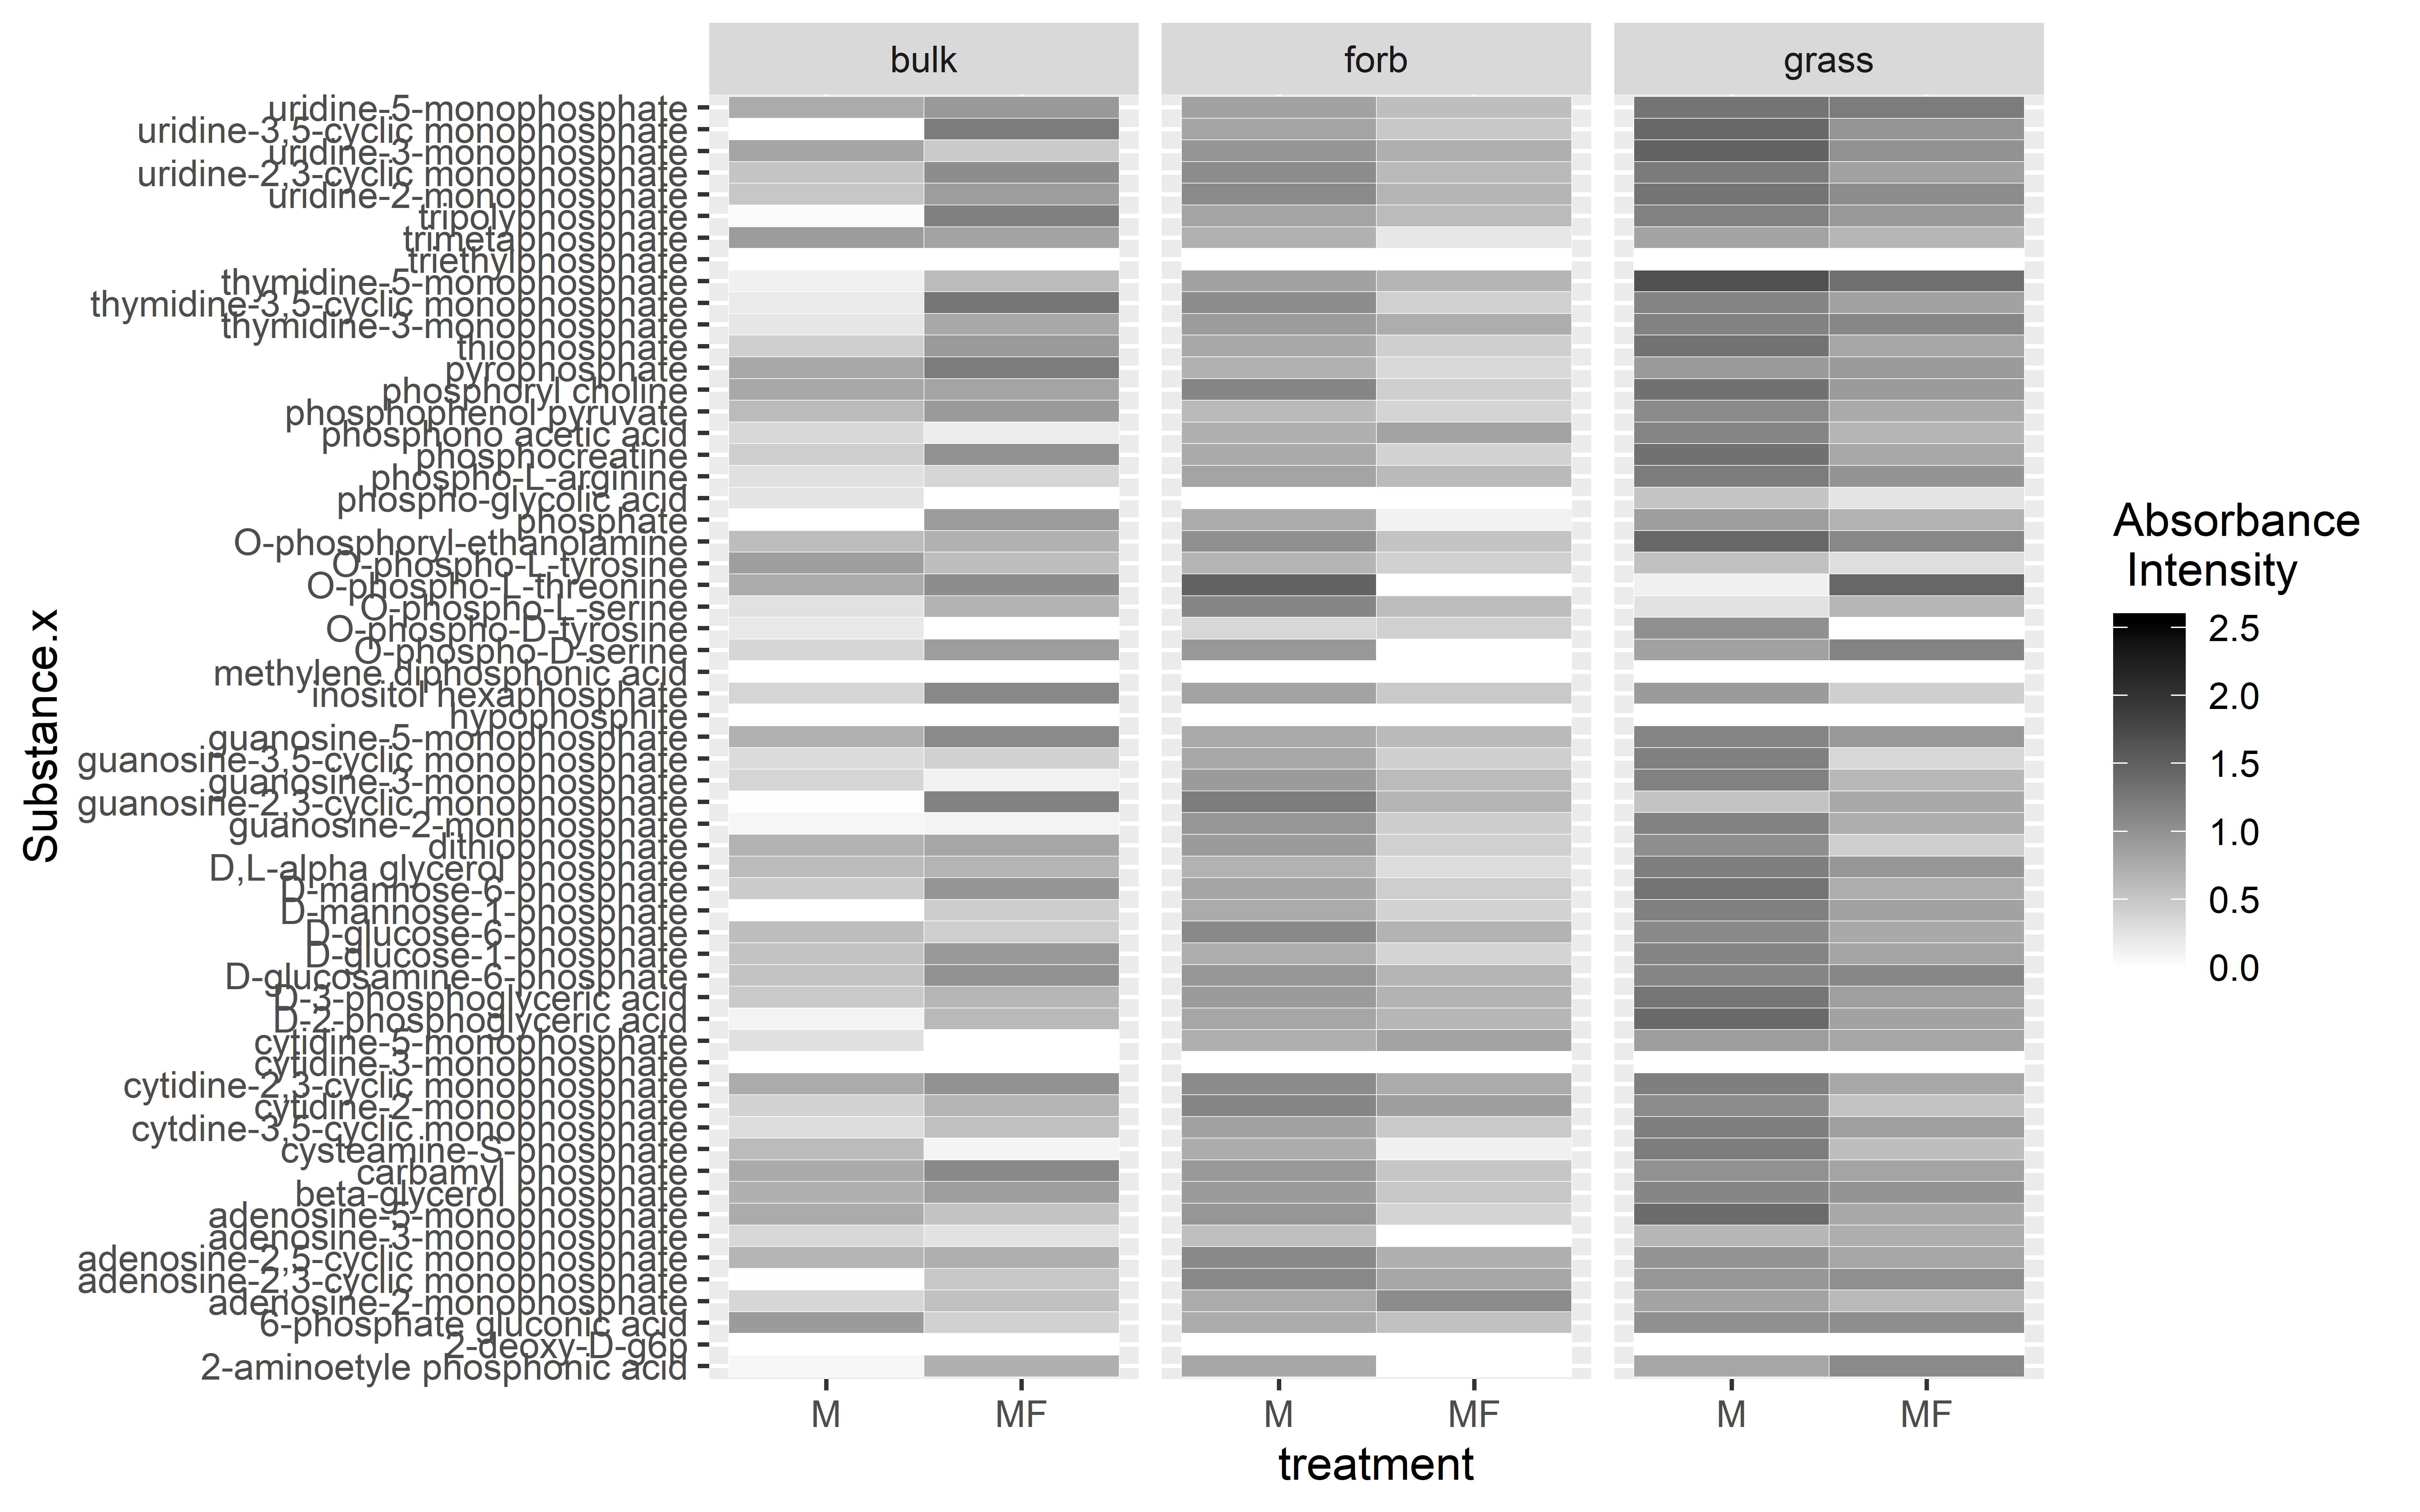 bulk
forb
grass
uridine-5-monophosphate
uridine-3,5-cyclic monophosphate
uridine-3-monophosphate
uridine-2,3-cyclic monophosphate
uridine-2-monophosphate
tripolyphosphate
trimetaphosphate
triethylphosphate
thymidine-5-monophosphate
thymidine-3,5-cyclic monophosphate
thymidine-3-monophosphate
thiophosphate
pyrophosphate
phosphoryl choline
phosphophenol pyruvate
phosphono acetic acid
phosphocreatine
phospho-L-arginine
phospho-glycolic acid
phosphate
O-phosphoryl-ethanolamine
O-phospho-L-tyrosine
O-phospho-L-threonine
O-phospho-L-serine
O-phospho-D-tyrosine
O-phospho-D-serine
methylene diphosphonic acid
inositol hexaphosphate
hypophosphite
guanosine-5-monophosphate
guanosine-3,5-cyclic monophosphate
guanosine-3-monophosphate
guanosine-2,3-cyclic monophosphate
guanosine-2-monphosphate
dithiophosphate
D,L-alpha glycerol phosphate
D-mannose-6-phosphate
D-mannose-1-phosphate
D-glucose-6-phosphate
D-glucose-1-phosphate
D-glucosamine-6-phosphate
D-3-phosphoglyceric acid
D-2-phosphoglyceric acid
cytidine-5-monophosphate
cytidine-3-monophosphate
cytidine-2,3-cyclic monophosphate
cytidine-2-monophosphate
cytdine-3,5-cyclic monophosphate
cysteamine-S-phosphate
carbamyl phosphate
beta-glycerol phosphate
adenosine-5-monophosphate
adenosine-3-monophosphate
adenosine-2,5-cyclic monophosphate
adenosine-2,3-cyclic monophosphate
adenosine-2-monophosphate
6-phosphate gluconic acid
2-deoxy-D-g6p
2-aminoetyle phosphonic acid
Substance.x
M
MF
M
MF
M
MF
treatment
Absorbance
Intensity
2.5
2.0
1.5
1.0
0.5
0.0